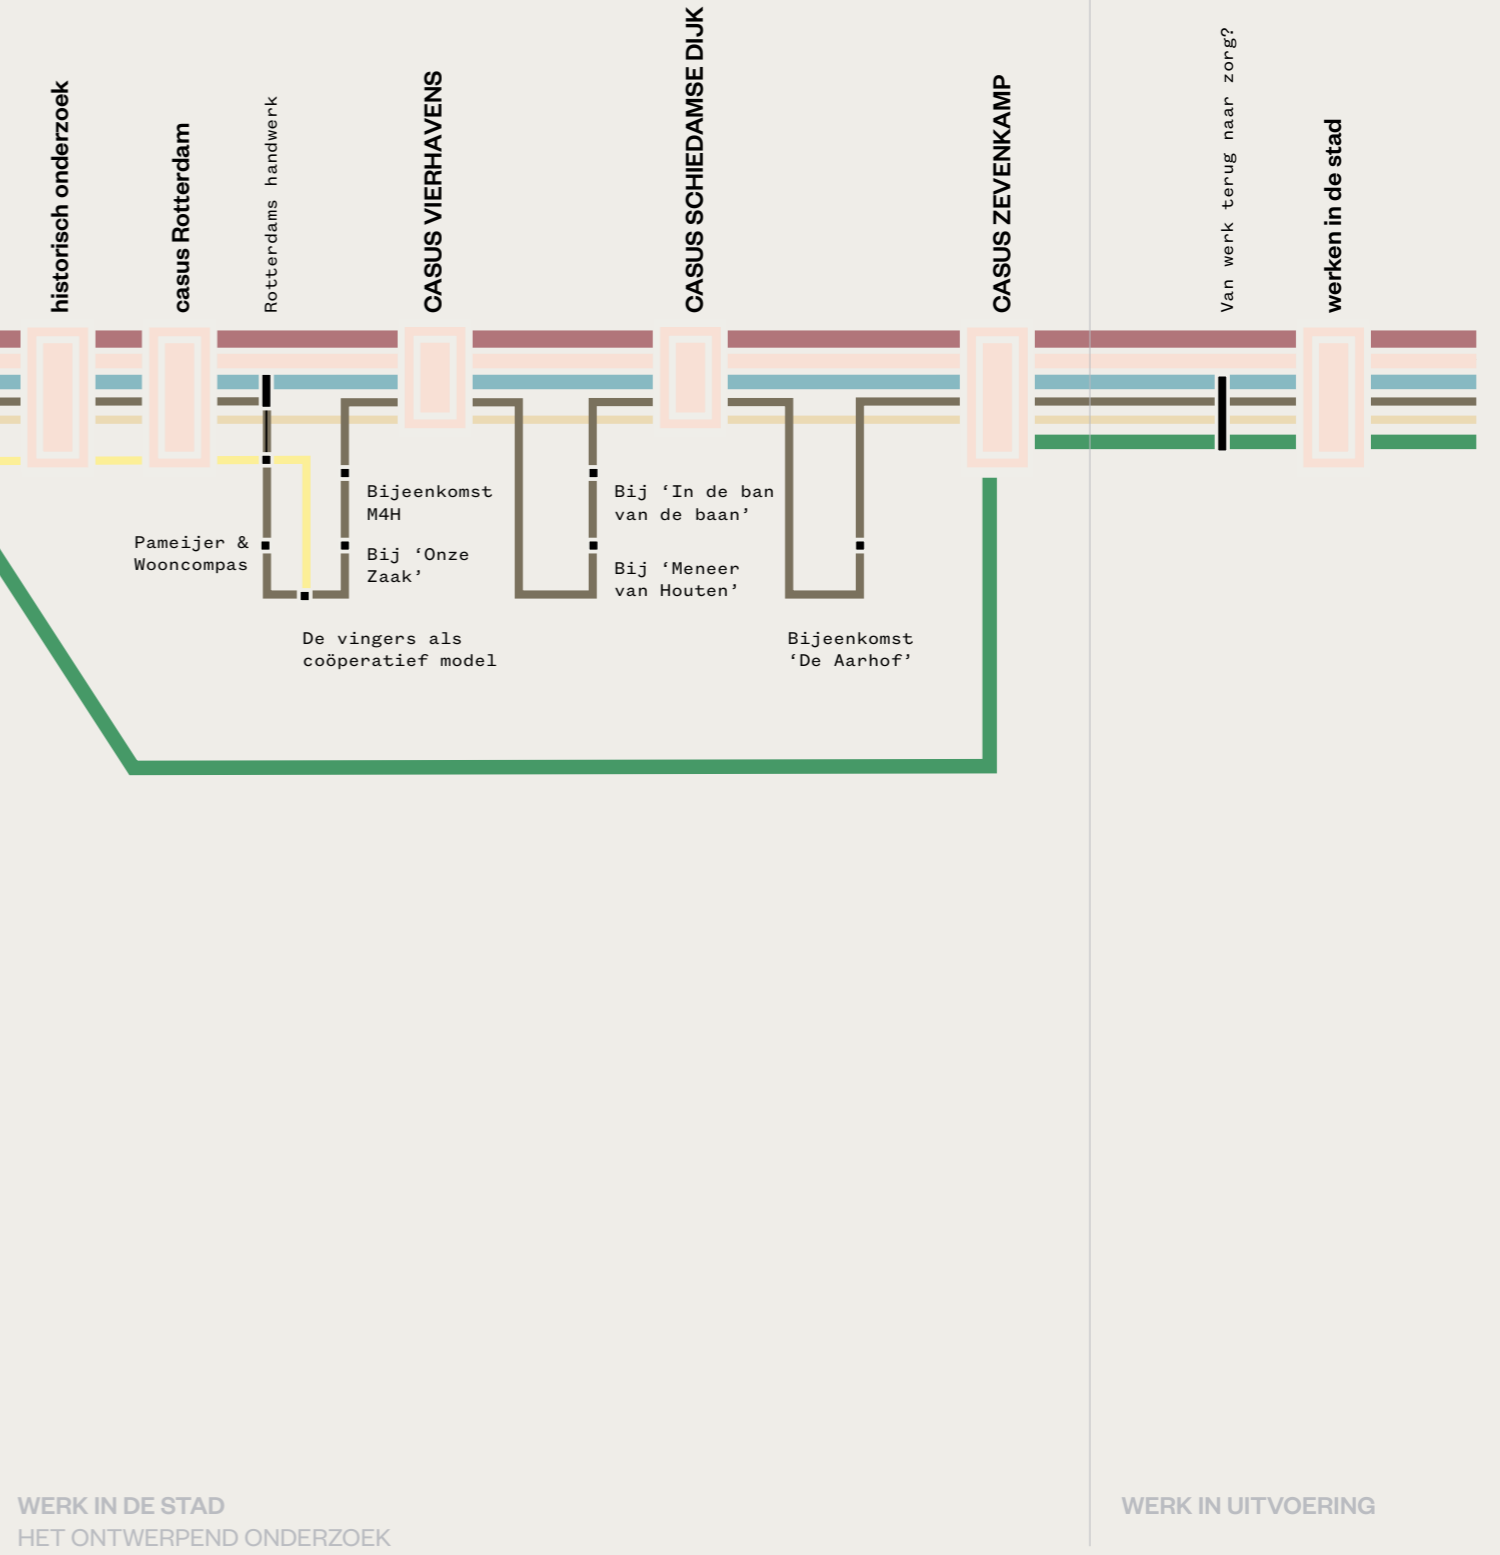 historisch onderzoek
casus Rotterdam
Rotterdams handwerk
CASUS VIERHAVENS
CASUS SCHIEDAMSE DIJK
CASUS ZEVENKAMP
Van werk terug naar zorg?
werken in de stad
Pameijer &
Wooncompas
Bijeenkomst
M4H
Bij ‘Onze
Zaak’
De vingers als
coöperatief model
Bij ‘In de ban
van de baan’
Bij ‘Meneer
van Houten’
Bijeenkomst
‘De Aarhof’
WERK IN DE STAD
HET ONTWERPEND ONDERZOEK
WERK IN UITVOERING